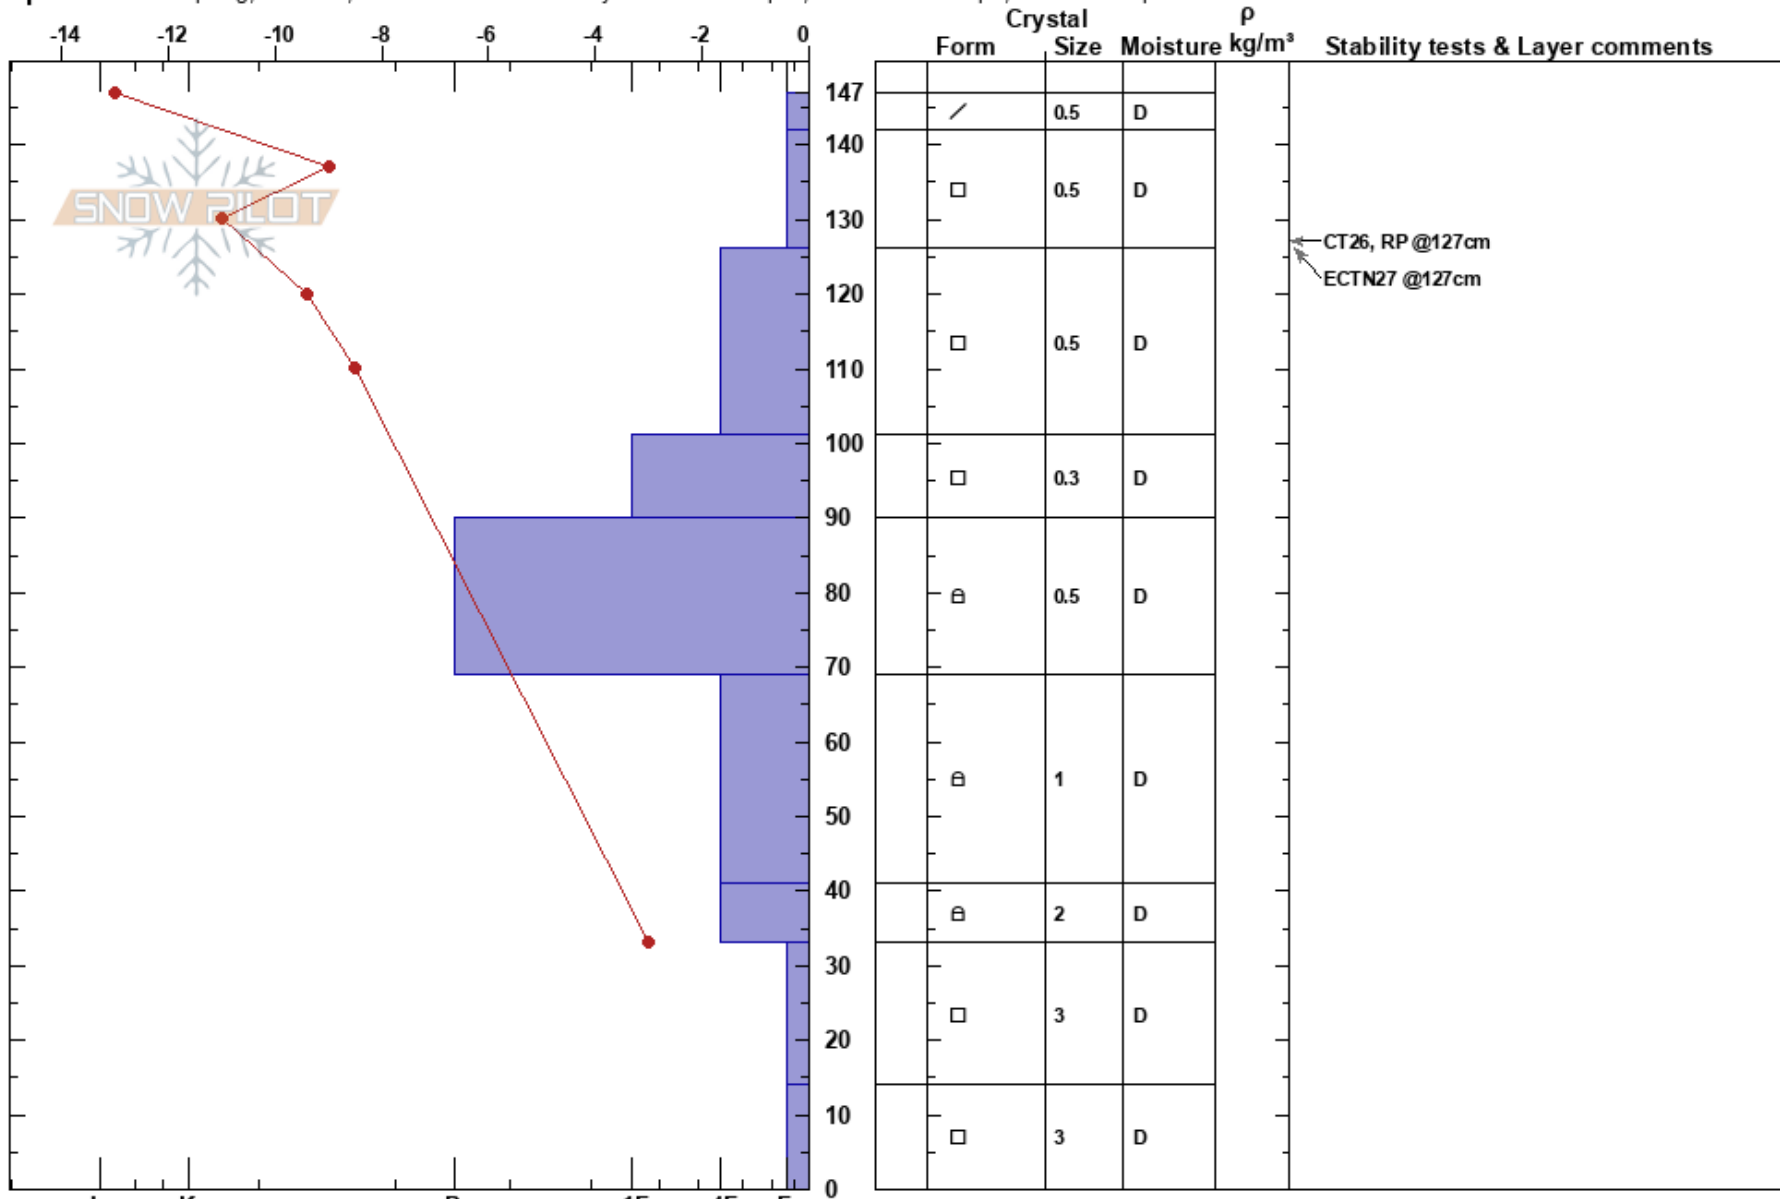 Crystal ρ
-14 -12 -10 -8 -6 -4 -2 0 Form Size Moisture kg/m³ Stability tests & Layer comments
147
0.5 D
140
SNOW PILOT
0.5 D
130
CT26, RP @127cm
ECTN27 @127cm
120
0.5 D
110
100
0.3 D
90
80 0.5 D
70
60
1 D
50
40
2 D
30
3 D
20
10
3 D
0